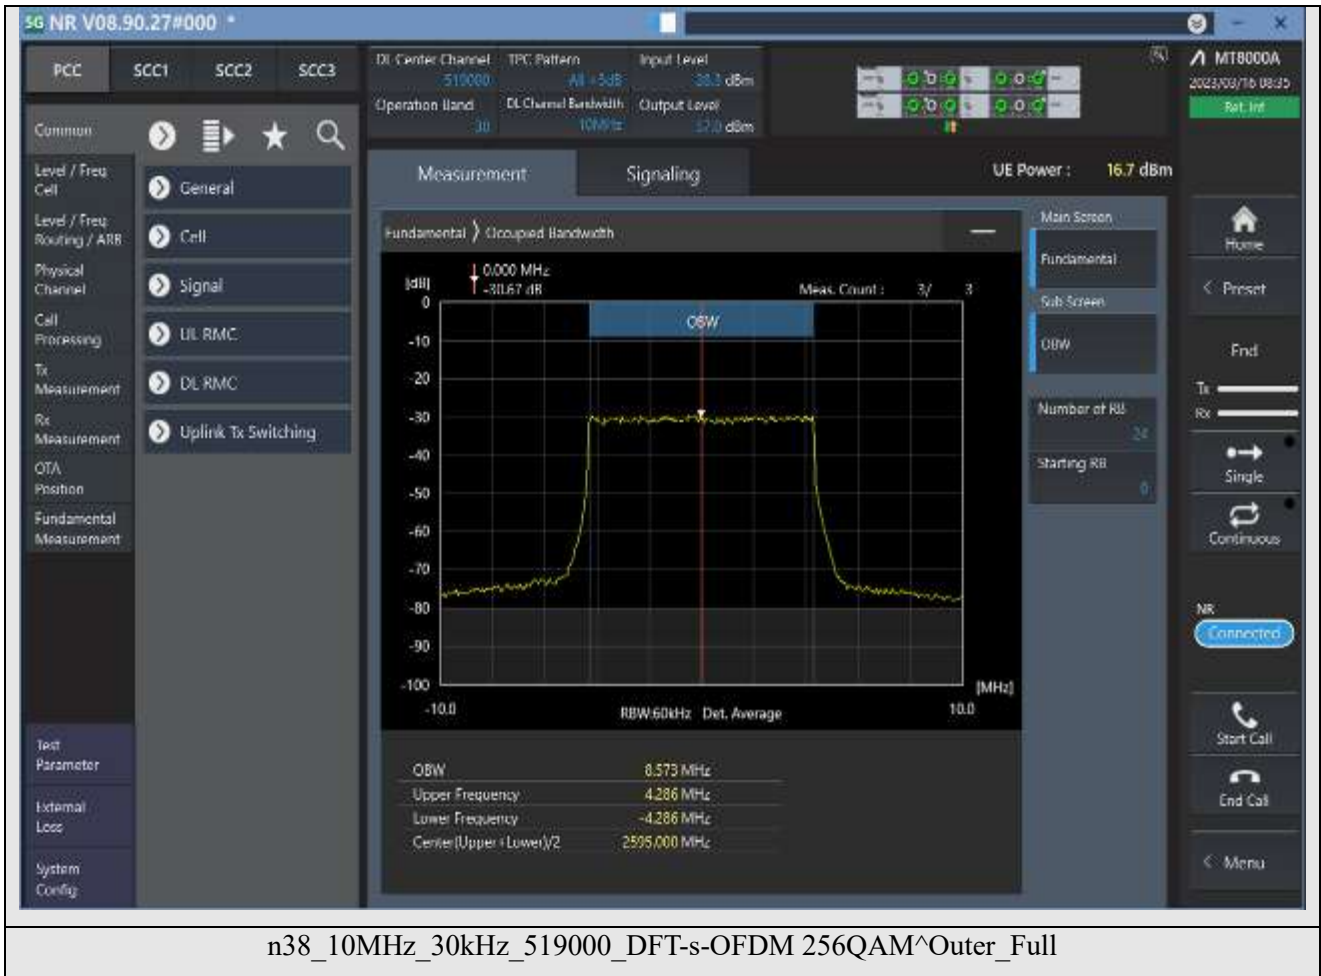 5G NR V08.90.27#000 *
PCC
SCC1
SCC2
SCC3
DL Center Channel
519000
TPC Pattern
All +3dB
Input Level
dBm
Operation Band
DL Channel Bandwidth
10MHz
Output Level
dBm
MT8000A
2023/03/16 08:35
Ref. Int
Common
Level / Freq
Cell
Level / Freq
Routing / ARB
Physical
Channel
Call
Processing
Tx
Measurement
Rx
Measurement
OTA
Position
Fundamental
Measurement
Test
Parameter
External
Loss
System
Config
General
Cell
Signal
UL RMC
DL RMC
Uplink Tx Switching
Measurement
Signaling
UE Power : 16.7 dBm
Fundamental > Occupied Bandwidth
[dB]
0.000 MHz
-30.67 dB
Meas. Count : 3/ 3
OBW
0
-10
-20
-30
-40
-50
-60
-70
-80
-90
-100
[MHz]
-10.0
RBW:60kHz Det. Average
10.0
OBW 8.573 MHz
Upper Frequency 4.286 MHz
Lower Frequency -4.286 MHz
Center(Upper+Lower)/2 2595.000 MHz
Main Screen
Fundamental
Sub Screen
OBW
Number of RB
24
Starting RB
0
Home
< Preset
End
Tx
Rx
Single
Continuous
NR
Connected
Start Call
End Call
< Menu
n38_10MHz_30kHz_519000_DFT-s-OFDM 256QAM^Outer_Full